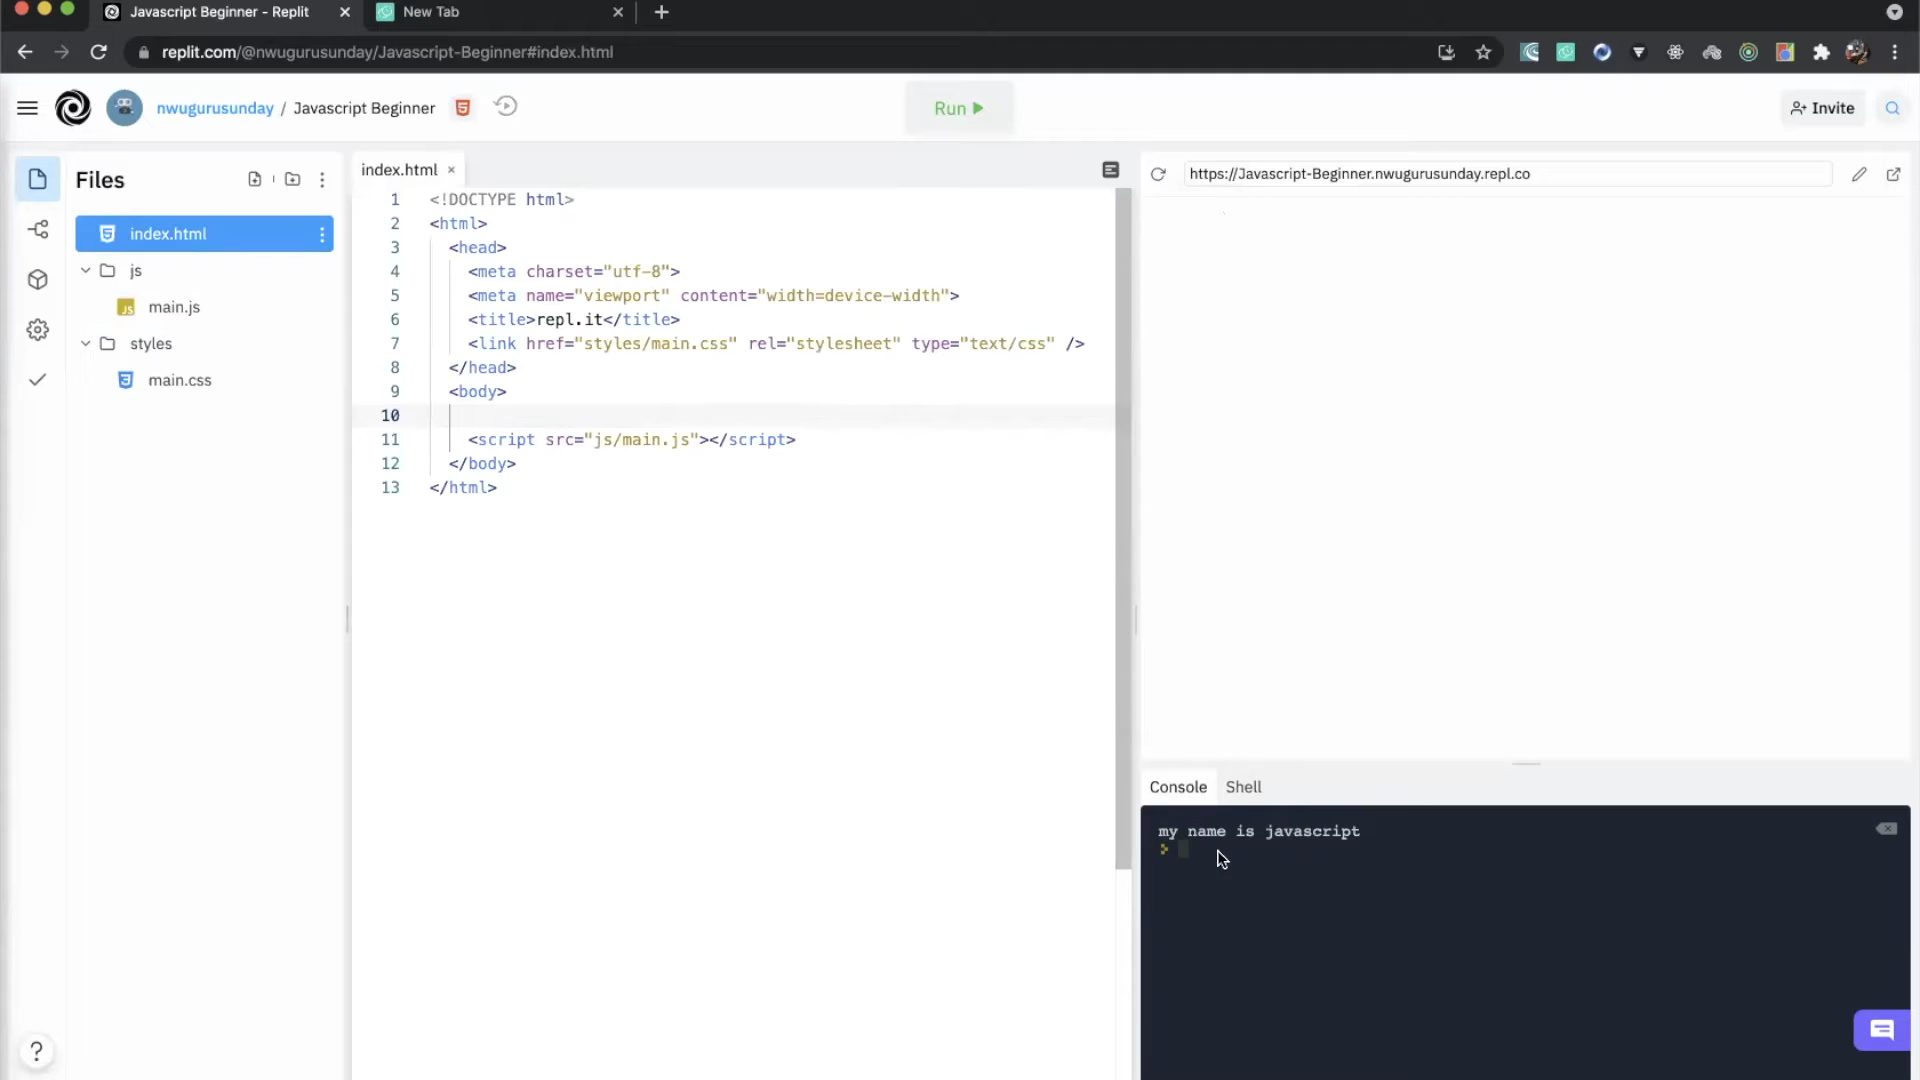 Javascript Beginner - Replit
New Tab
replit.com/@nwugurusunday/Javascript-Beginner#index.html
nwugurusunday / Javascript Beginner
Run
Invite
Files
index.html
js
main.js
styles
main.css
index.html
1 <!DOCTYPE html>
2 <html>
3 <head>
4 <meta charset="utf-8">
5 <meta name="viewport" content="width=device-width">
6 <title>repl.it</title>
7 <link href="styles/main.css" rel="stylesheet" type="text/css" />
8 </head>
9 <body>
10
11 <script src="js/main.js"></script>
12 </body>
13 </html>
https://Javascript-Beginner.nwugurusunday.repl.co
Console Shell
my name is javascript
>
?